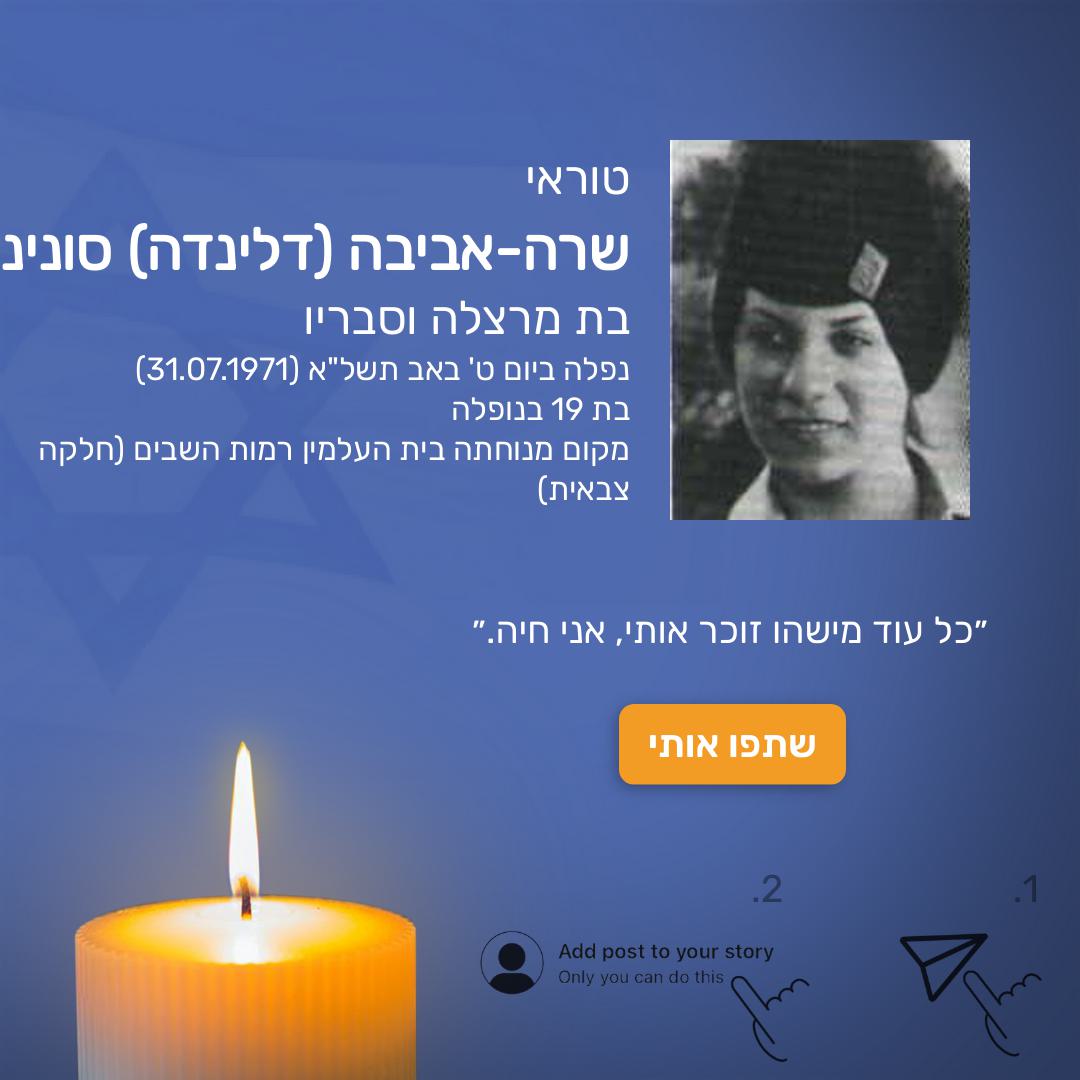 טוראי
שרה-אביבה (דלינדה) סונינ
בת מרצלה וסבריו
נפלה ביום ט' באב תשל"א (31.07.1971)
בת 19 בנופלה
מקום מנוחתה בית העלמין רמות השבים (חלקה
צבאית)
״כל עוד מישהו זוכר אותי, אני חיה.״
שתפו אותי
1.
2.
Add post to your story
Only you can do this